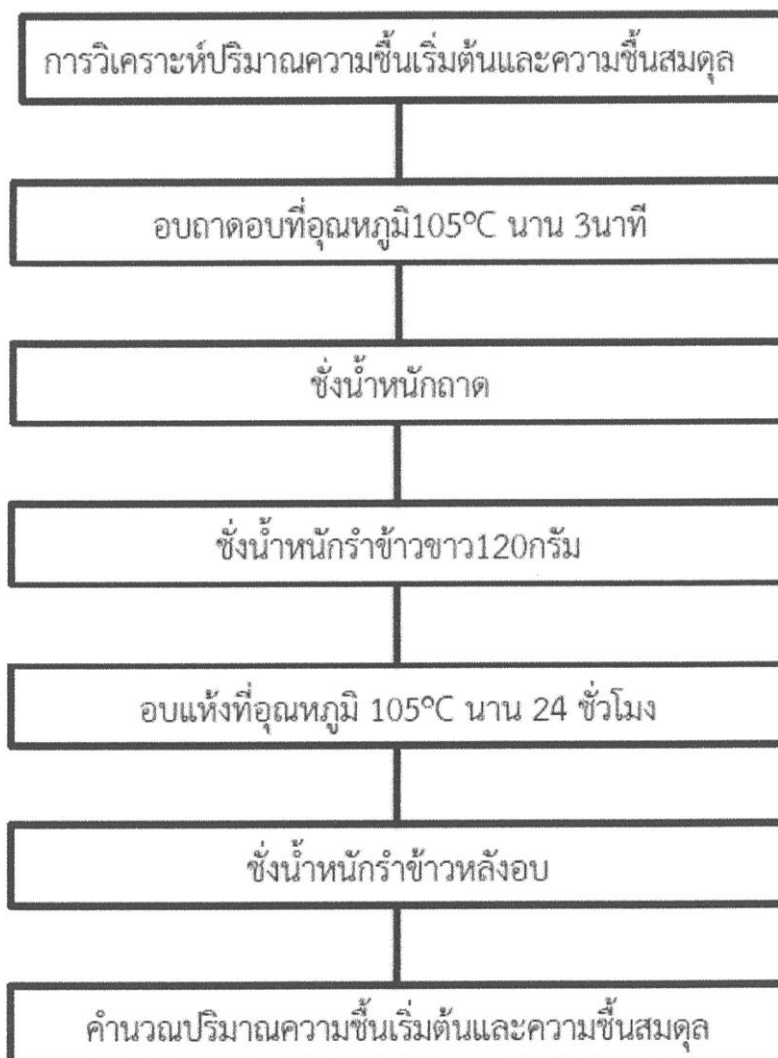 การวิเคราะห์ปริมาณความชื้นเริ่มต้นและความชื้นสมดุล
อบถาดอบที่อุณหภูมิ105°C นาน 3นาที
ชั่งน้ำหนักถาด
ชั่งน้ำหนักรำข้าวขาว120กรัม
อบแห้งที่อุณหภูมิ 105°C นาน 24 ชั่วโมง
ชั่งน้ำหนักรำข้าวหลังอบ
คำนวณปริมาณความชื้นเริ่มต้นและความชื้นสมดุล